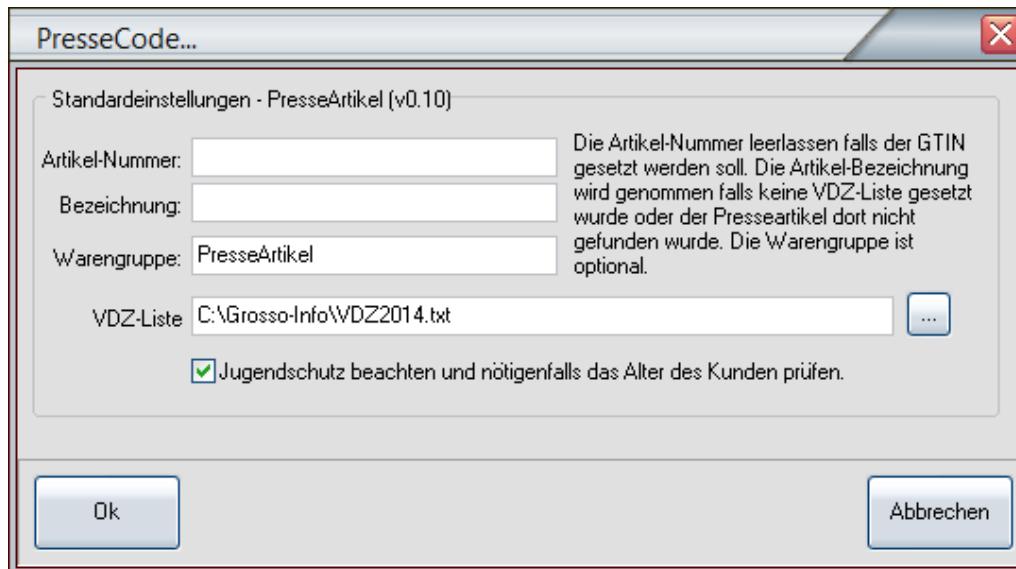 PresseCode...
Standardeinstellungen - PresseArtikel (v0.10)
Artikel-Nummer:
Bezeichnung:
Warengruppe: PresseArtikel
Die Artikel-Nummer leerlassen falls der GTIN
gesetzt werden soll. Die Artikel-Bezeichnung
wird genommen falls keine VDZ-Liste gesetzt
wurde oder der Presseartikel dort nicht
gefunden wurde. Die Warengruppe ist
optional.
VDZ-Liste C:\Grosso-Info\VDZ2014.txt ...
Jugendschutz beachten und nötigenfalls das Alter des Kunden prüfen.
Ok Abbrechen